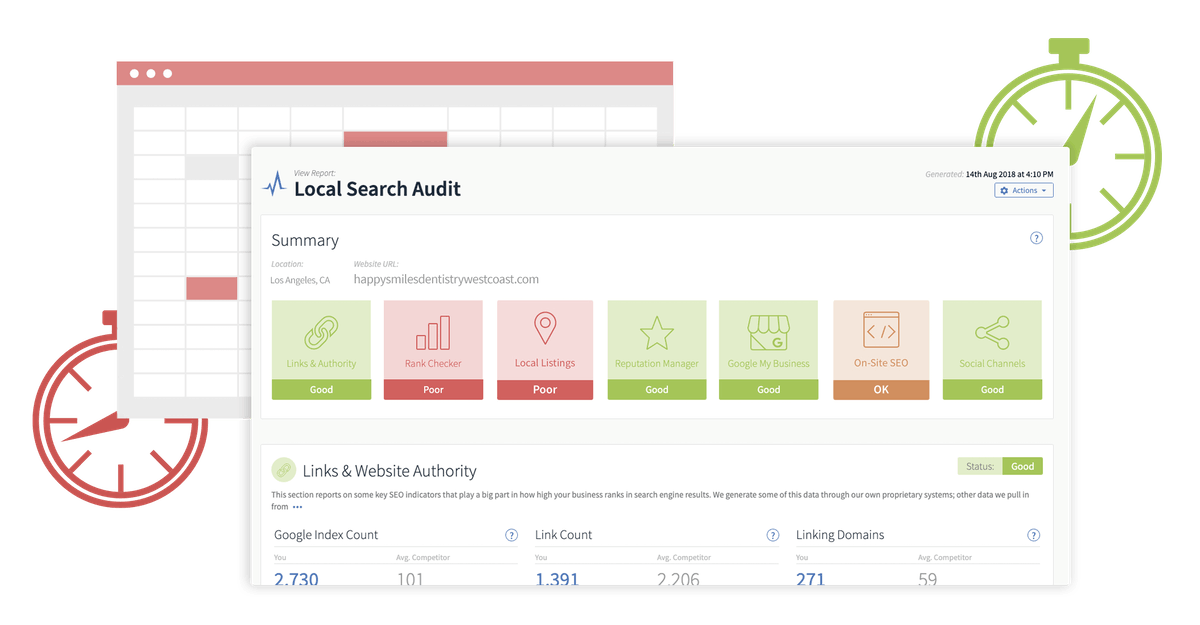 View Report:
Local Search Audit
Generated: 14th Aug 2018 at 4:10 PM
Actions
Summary
Location:
Website URL:
Los Angeles, CA
happysmilesdentistrywestcoast.com
Links & Authority
Good
Rank Checker
Poor
Local Listings
Poor
Reputation Manager
Good
G
Google My Business
Good
</>
On-Site SEO
OK
Social Channels
Good
Links & Website Authority
Status: Good
This section reports on some key SEO indicators that play a big part in how high your business ranks in search engine results. We generate some of this data through our own proprietary systems; other data we pull in
from •••
Google Index Count ?
You Avg. Competitor
2,730 101
Link Count ?
You Avg. Competitor
1,391 2,206
Linking Domains ?
You Avg. Competitor
271 59